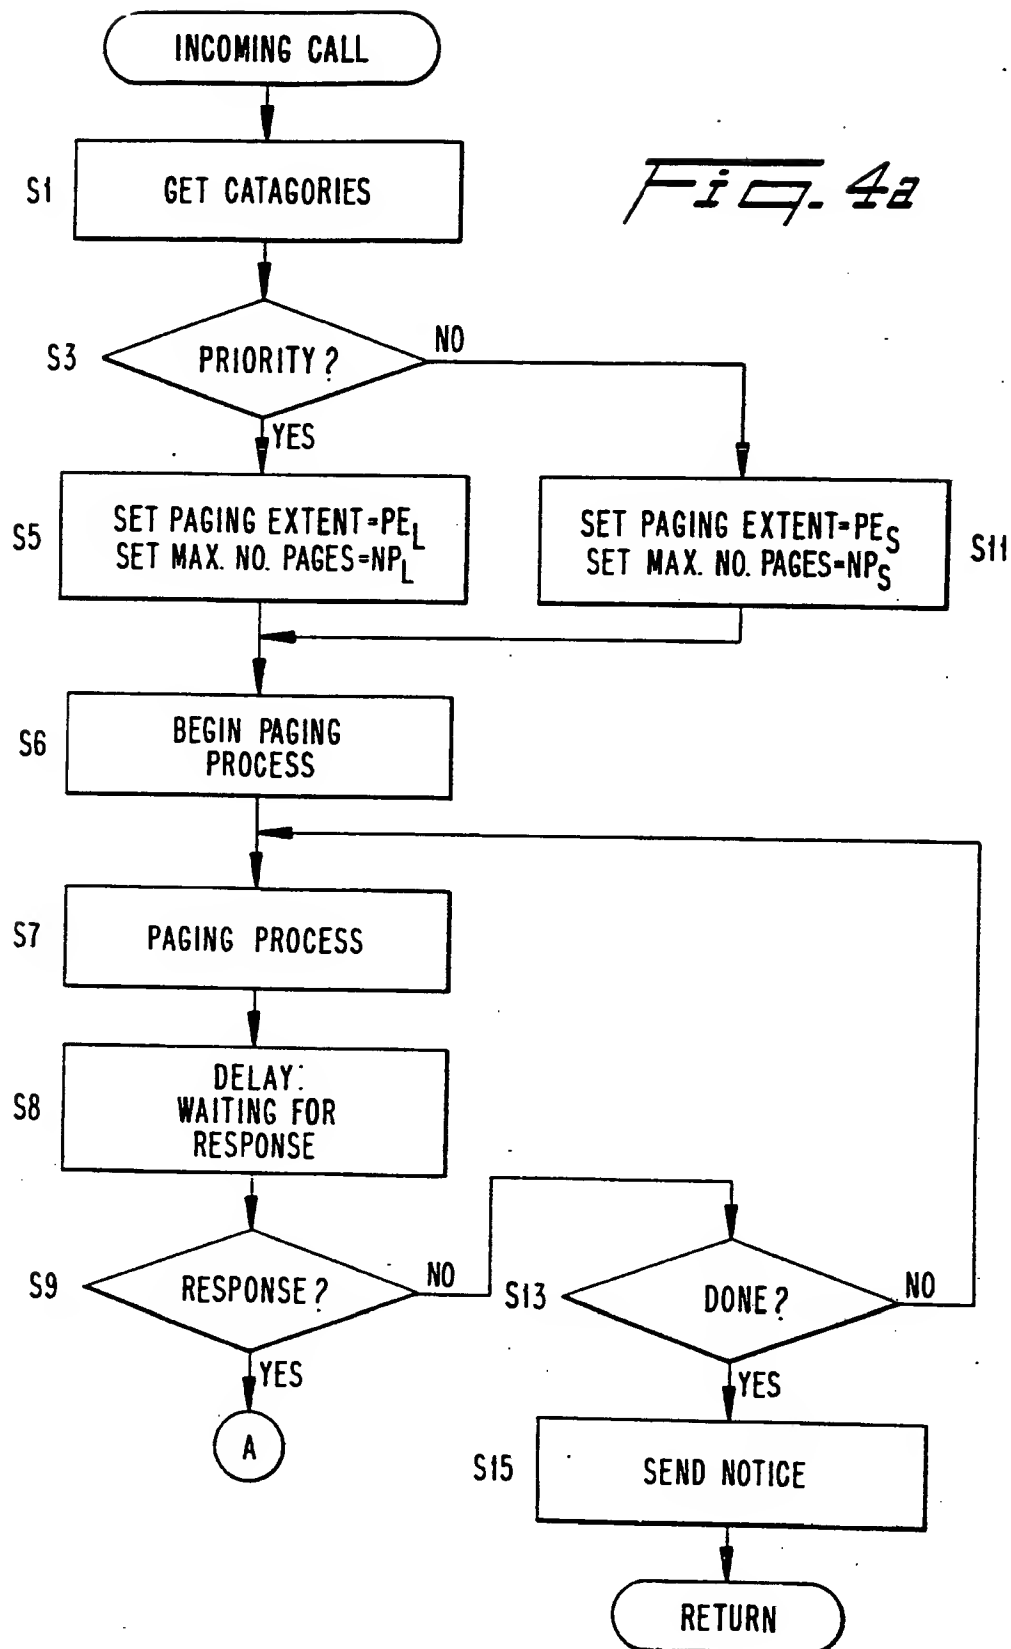 INCOMING CALL
Fig. 4a
S1
GET CATAGORIES
S3
PRIORITY?
NO
YES
S5
SET PAGING EXTENT=PEL
SET MAX. NO. PAGES=NPL
SET PAGING EXTENT=PES
SET MAX. NO. PAGES=NPS
S11
S6
BEGIN PAGING
PROCESS
S7
PAGING PROCESS
S8
DELAY:
WAITING FOR
RESPONSE
S9
RESPONSE?
NO
YES
A
S13
DONE?
NO
YES
S15
SEND NOTICE
RETURN